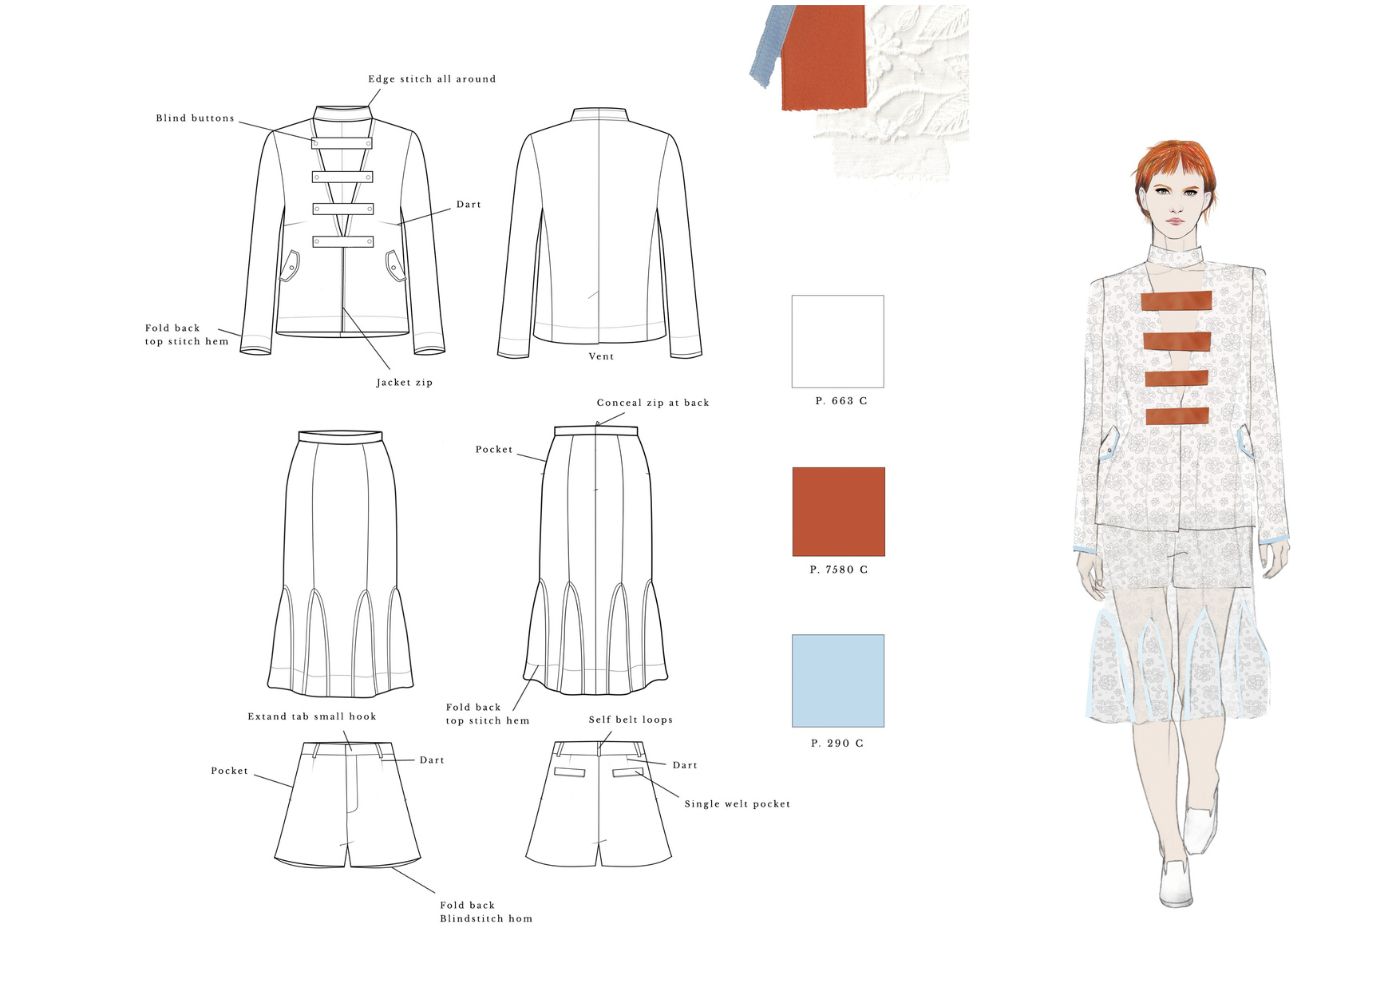 Edge stitch all around
Blind buttons
Dart
Fold back
top stitch hem
Jacket zip
Vent
P. 663 C
Conceal zip at back
Pocket
P. 7580 C
Fold back
top stitch hem
Extand tab small hook
Self belt loops
P. 290 C
Pocket
Dart
Dart
Single welt pocket
Fold back
Blindstitch hom